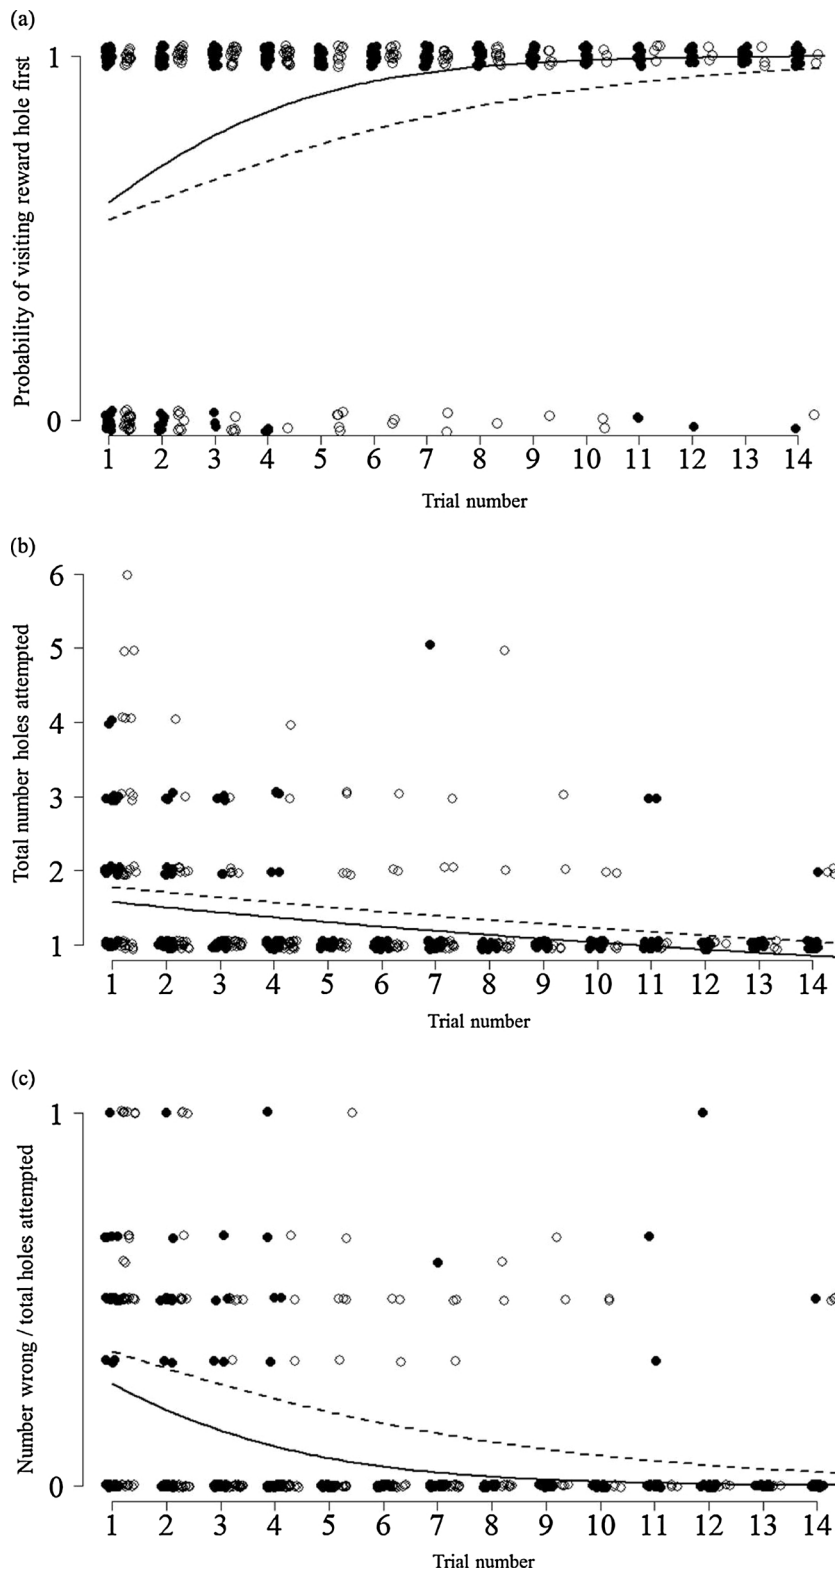 (a)
Probability of visiting reward hole first
1
0
1 2 3 4 5 6 7 8 9 10 11 12 13 14
Trial number
(b)
Total number holes attempted
6
5
4
3
2
1
1 2 3 4 5 6 7 8 9 10 11 12 13 14
Trial number
(c)
Number wrong / total holes attempted
1
0
1 2 3 4 5 6 7 8 9 10 11 12 13 14
Trial number